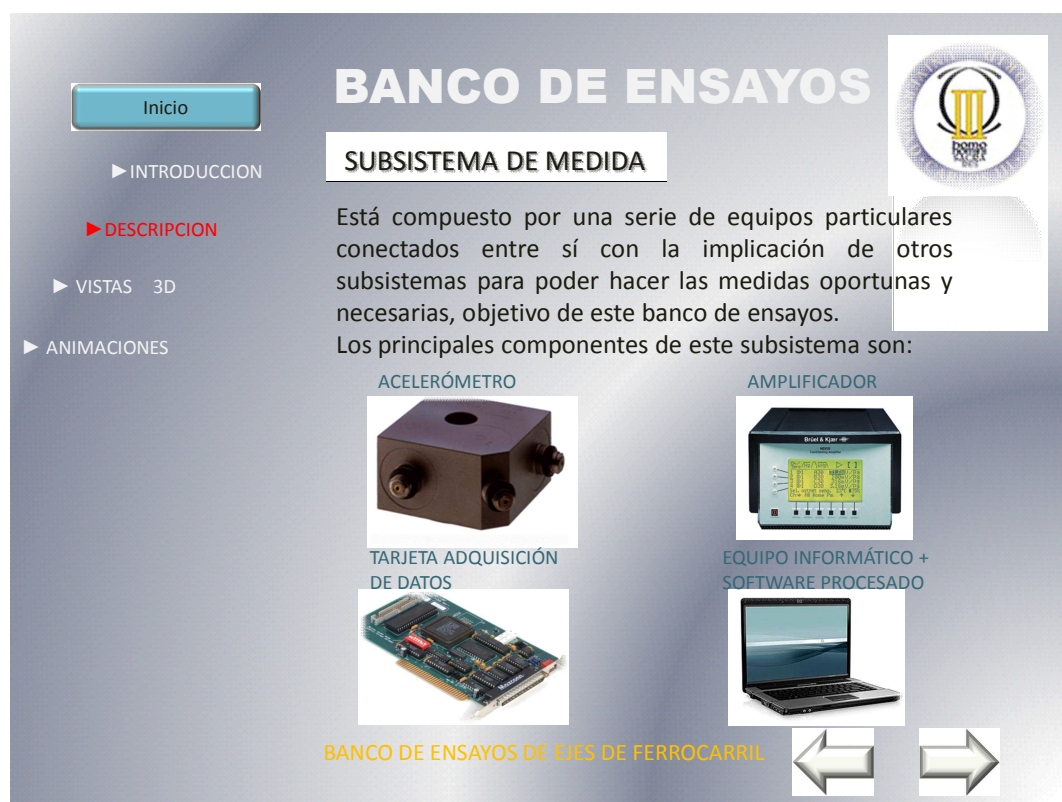 BANCO DE ENSAYOS
Inicio
►INTRODUCCION
►DESCRIPCION
► VISTAS 3D
► ANIMACIONES
SUBSISTEMA DE MEDIDA
Está compuesto por una serie de equipos particulares
conectados entre sí con la implicación de otros
subsistemas para poder hacer las medidas oportunas y
necesarias, objetivo de este banco de ensayos.
Los principales componentes de este subsistema son:
ACELERÓMETRO
AMPLIFICADOR
Brüel & Kjær
TARJETA ADQUISICIÓN
DE DATOS
EQUIPO INFORMÁTICO +
SOFTWARE PROCESADO
BANCO DE ENSAYOS DE EJES DE FERROCARRIL